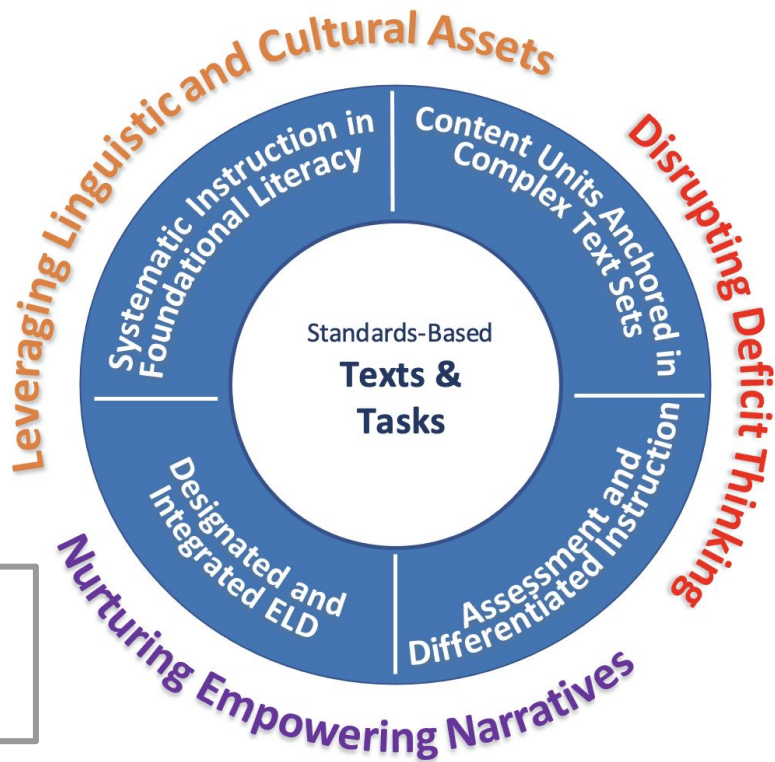 Leveraging Linguistic and Cultural Assets
Disrupting Deficit Thinking
Systematic Instruction in
Foundational Literacy
Content Units Anchored in
Complex Text Sets
Standards-Based
Texts &
Tasks
Designated and
Integrated ELD
Assessment and
Differentiated Instruction
Nurturing Empowering Narratives